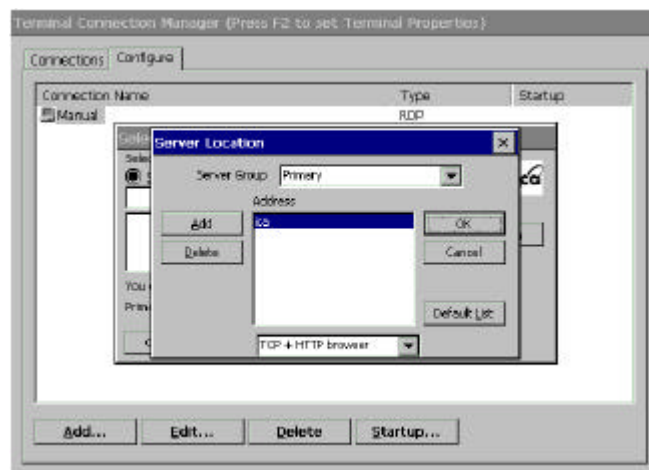 Terminal Connection Manager (Press F2 to set Terminal Properties)
Connections Configure
Connection Name Type Startup
Manual RDP
Server Location
Server Group Primary
Address
Add ica OK
Delete Cancel
Default List
TCP + HTTP browser
Add... Edit... Delete Startup...